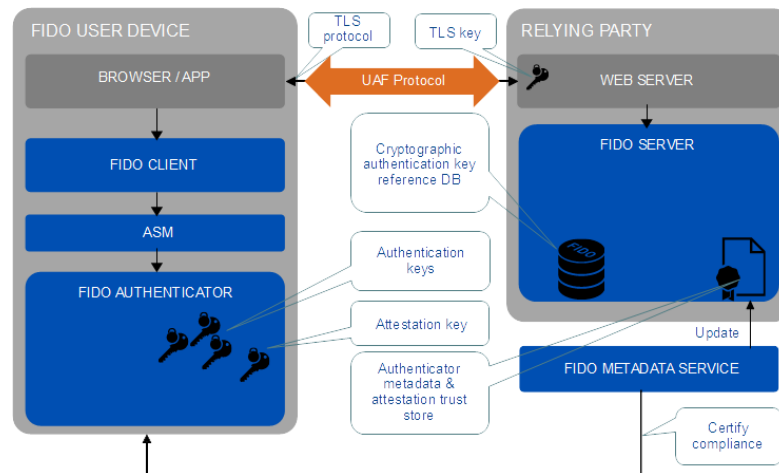 FIDO USER DEVICE
BROWSER / APP
FIDO CLIENT
ASM
FIDO AUTHENTICATOR
TLS
protocol
UAF Protocol
TLS key
RELYING PARTY
WEB SERVER
FIDO SERVER
Cryptographic
authentication key
reference DB
FIDO
Authentication
keys
Attestation key
Authenticator
metadata &
attestation trust
store
Update
FIDO METADATA SERVICE
Certify
compliance